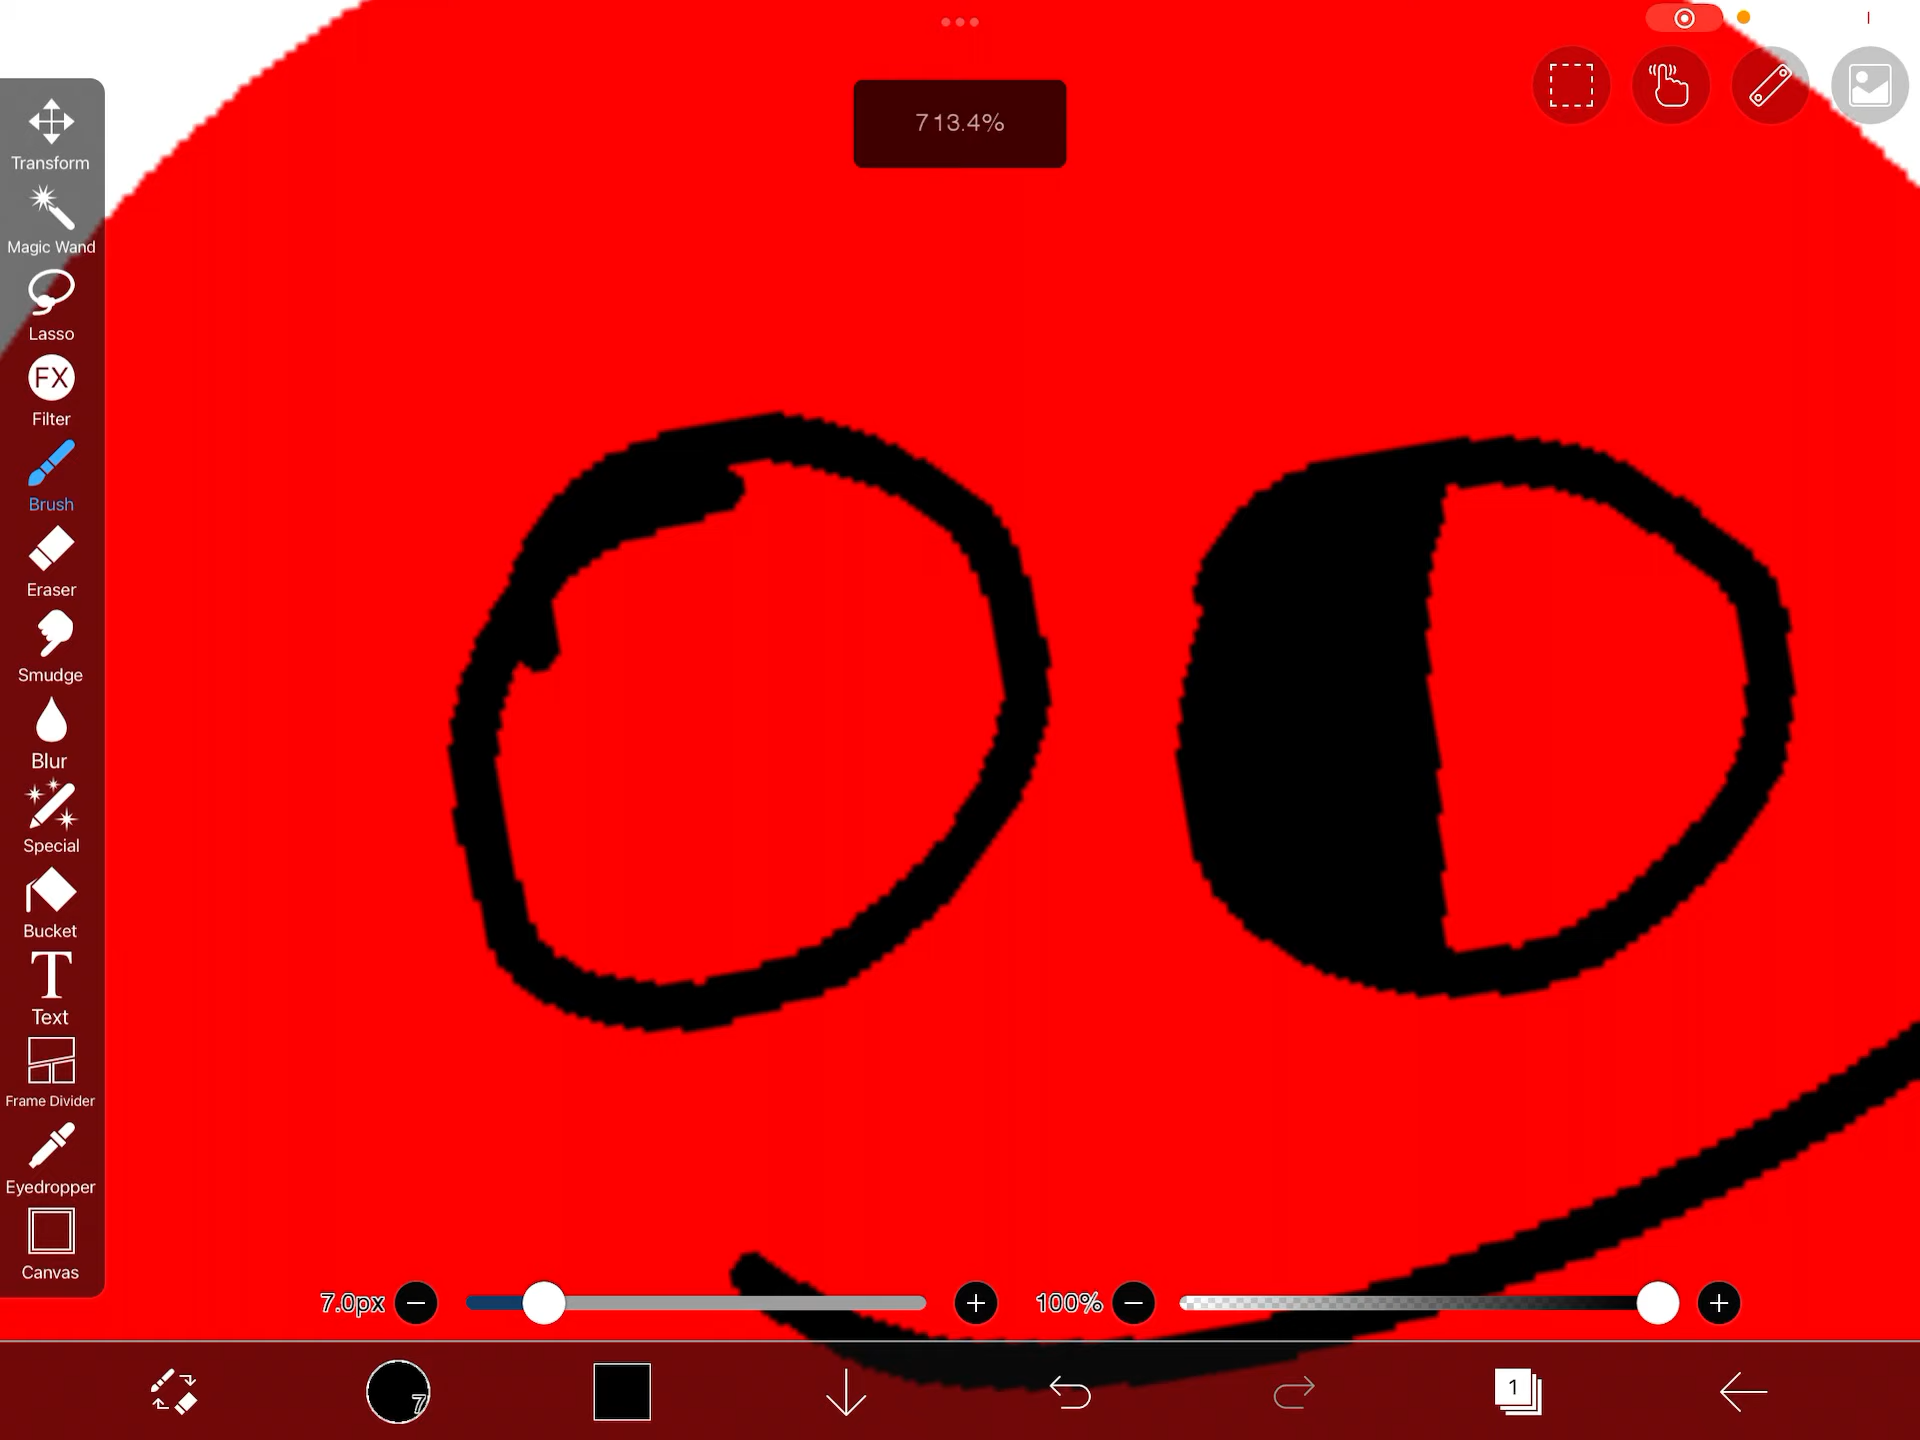 713.4%
Transform
Magic Wand
Lasso
FX
Filter
Brush
Eraser
Smudge
Blur
Special
Bucket
T
Text
Frame Divider
Eyedropper
Canvas
7.0px
100%
7
1